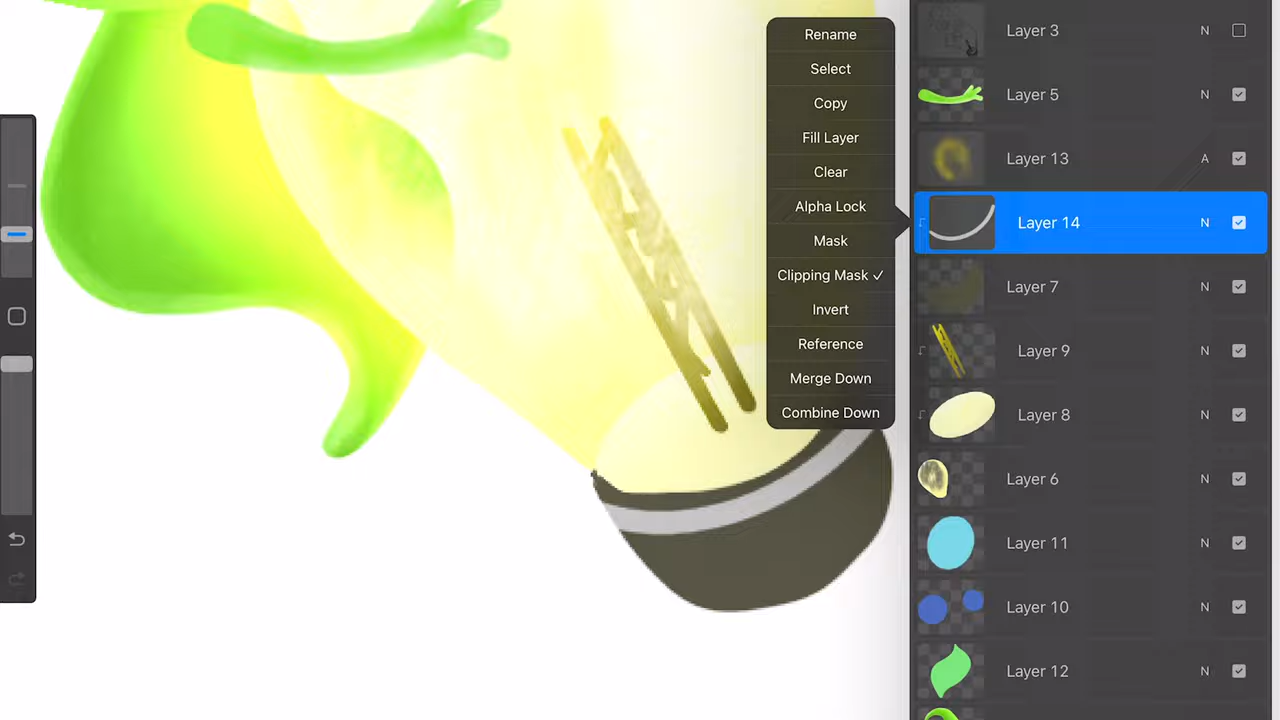 Rename
Select
Copy
Fill Layer
Clear
Alpha Lock
Mask
Clipping Mask ✓
Invert
Reference
Merge Down
Combine Down
Layer 3 N
Layer 5 N
Layer 13 A
Layer 14 N
Layer 7 N
Layer 9 N
Layer 8 N
Layer 6 N
Layer 11 N
Layer 10 N
Layer 12 N